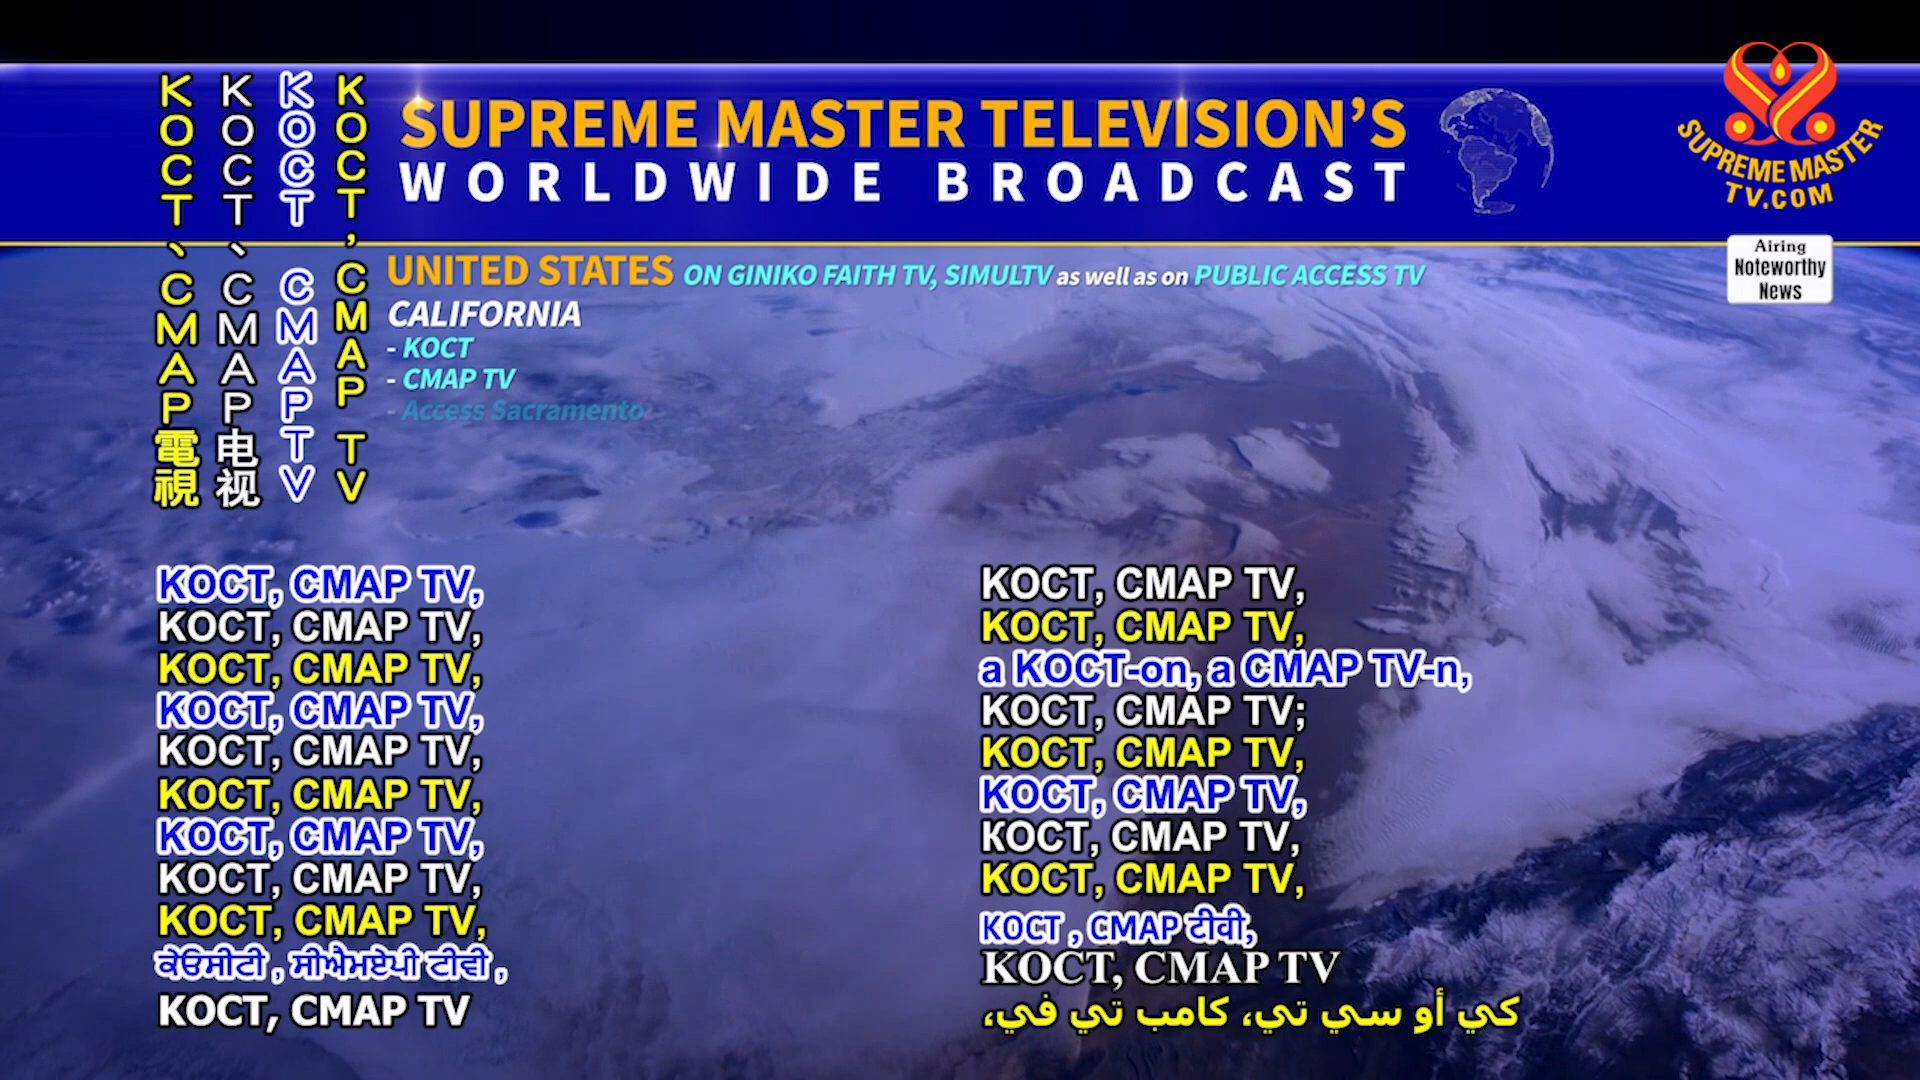 KOCT、CMAP電視
KOCT、CMAP电视
KOCT CMAPTV
KOCT, CMAP TV
SUPREME MASTER TELEVISION'S
WORLDWIDE BROADCAST
SUPREME MASTER
TV.COM
Airing
Noteworthy
News
UNITED STATES ON GINIKO FAITH TV, SIMULTV as well as on PUBLIC ACCESS TV
CALIFORNIA
- KOCT
- CMAP TV
- Access Sacramento
KOCT, CMAP TV,
KOCT, CMAP TV,
KOCT, CMAP TV,
KOCT, CMAP TV,
KOCT, CMAP TV,
KOCT, CMAP TV,
KOCT, CMAP TV,
KOCT, CMAP TV,
KOCT, CMAP TV,
ਕੇਓਸੀਟੀ , ਸੀਐਮਏਪੀ ਟੀਵੀ ,
KOCT, CMAP TV
KOCT, CMAP TV,
KOCT, CMAP TV,
a KOCT-on, a CMAP TV-n,
KOCT, CMAP TV;
KOCT, CMAP TV,
KOCT, CMAP TV,
KOCT, CMAP TV,
KOCT, CMAP TV,
KOCT , CMAP टीवी,
KOCT, CMAP TV
كي أو سي تي، كامب تي في،